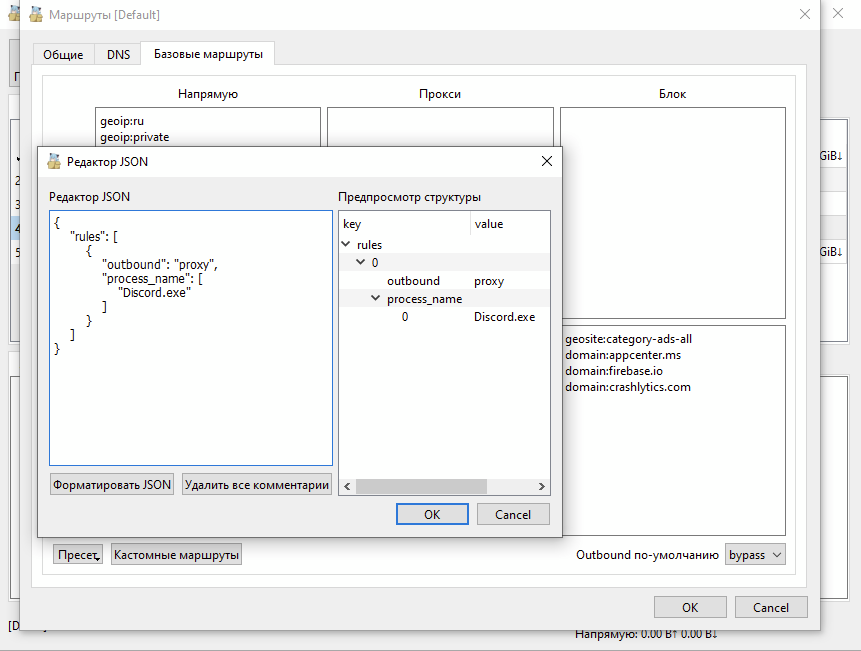 Маршруты [Default]
Общие
DNS
Базовые маршруты
Напрямую
Прокси
Блок
geoip:ru
geoip:private
GiB↓
2
3
4
5
GiB↓
Редактор JSON
Редактор JSON
{
"rules": [
{
"outbound": "proxy",
"process_name": [
"Discord.exe"
]
}
]
}
Форматировать JSON
Удалить все комментарии
Предпросмотр структуры
key value
rules
0
outbound proxy
process_name
0 Discord.exe
OK
Cancel
geosite:category-ads-all
domain:appcenter.ms
domain:firebase.io
domain:crashlytics.com
Пресет
Кастомные маршруты
Outbound по-умолчанию
bypass
OK
Cancel
Напрямую: 0.00 B↑ 0.00 B↓